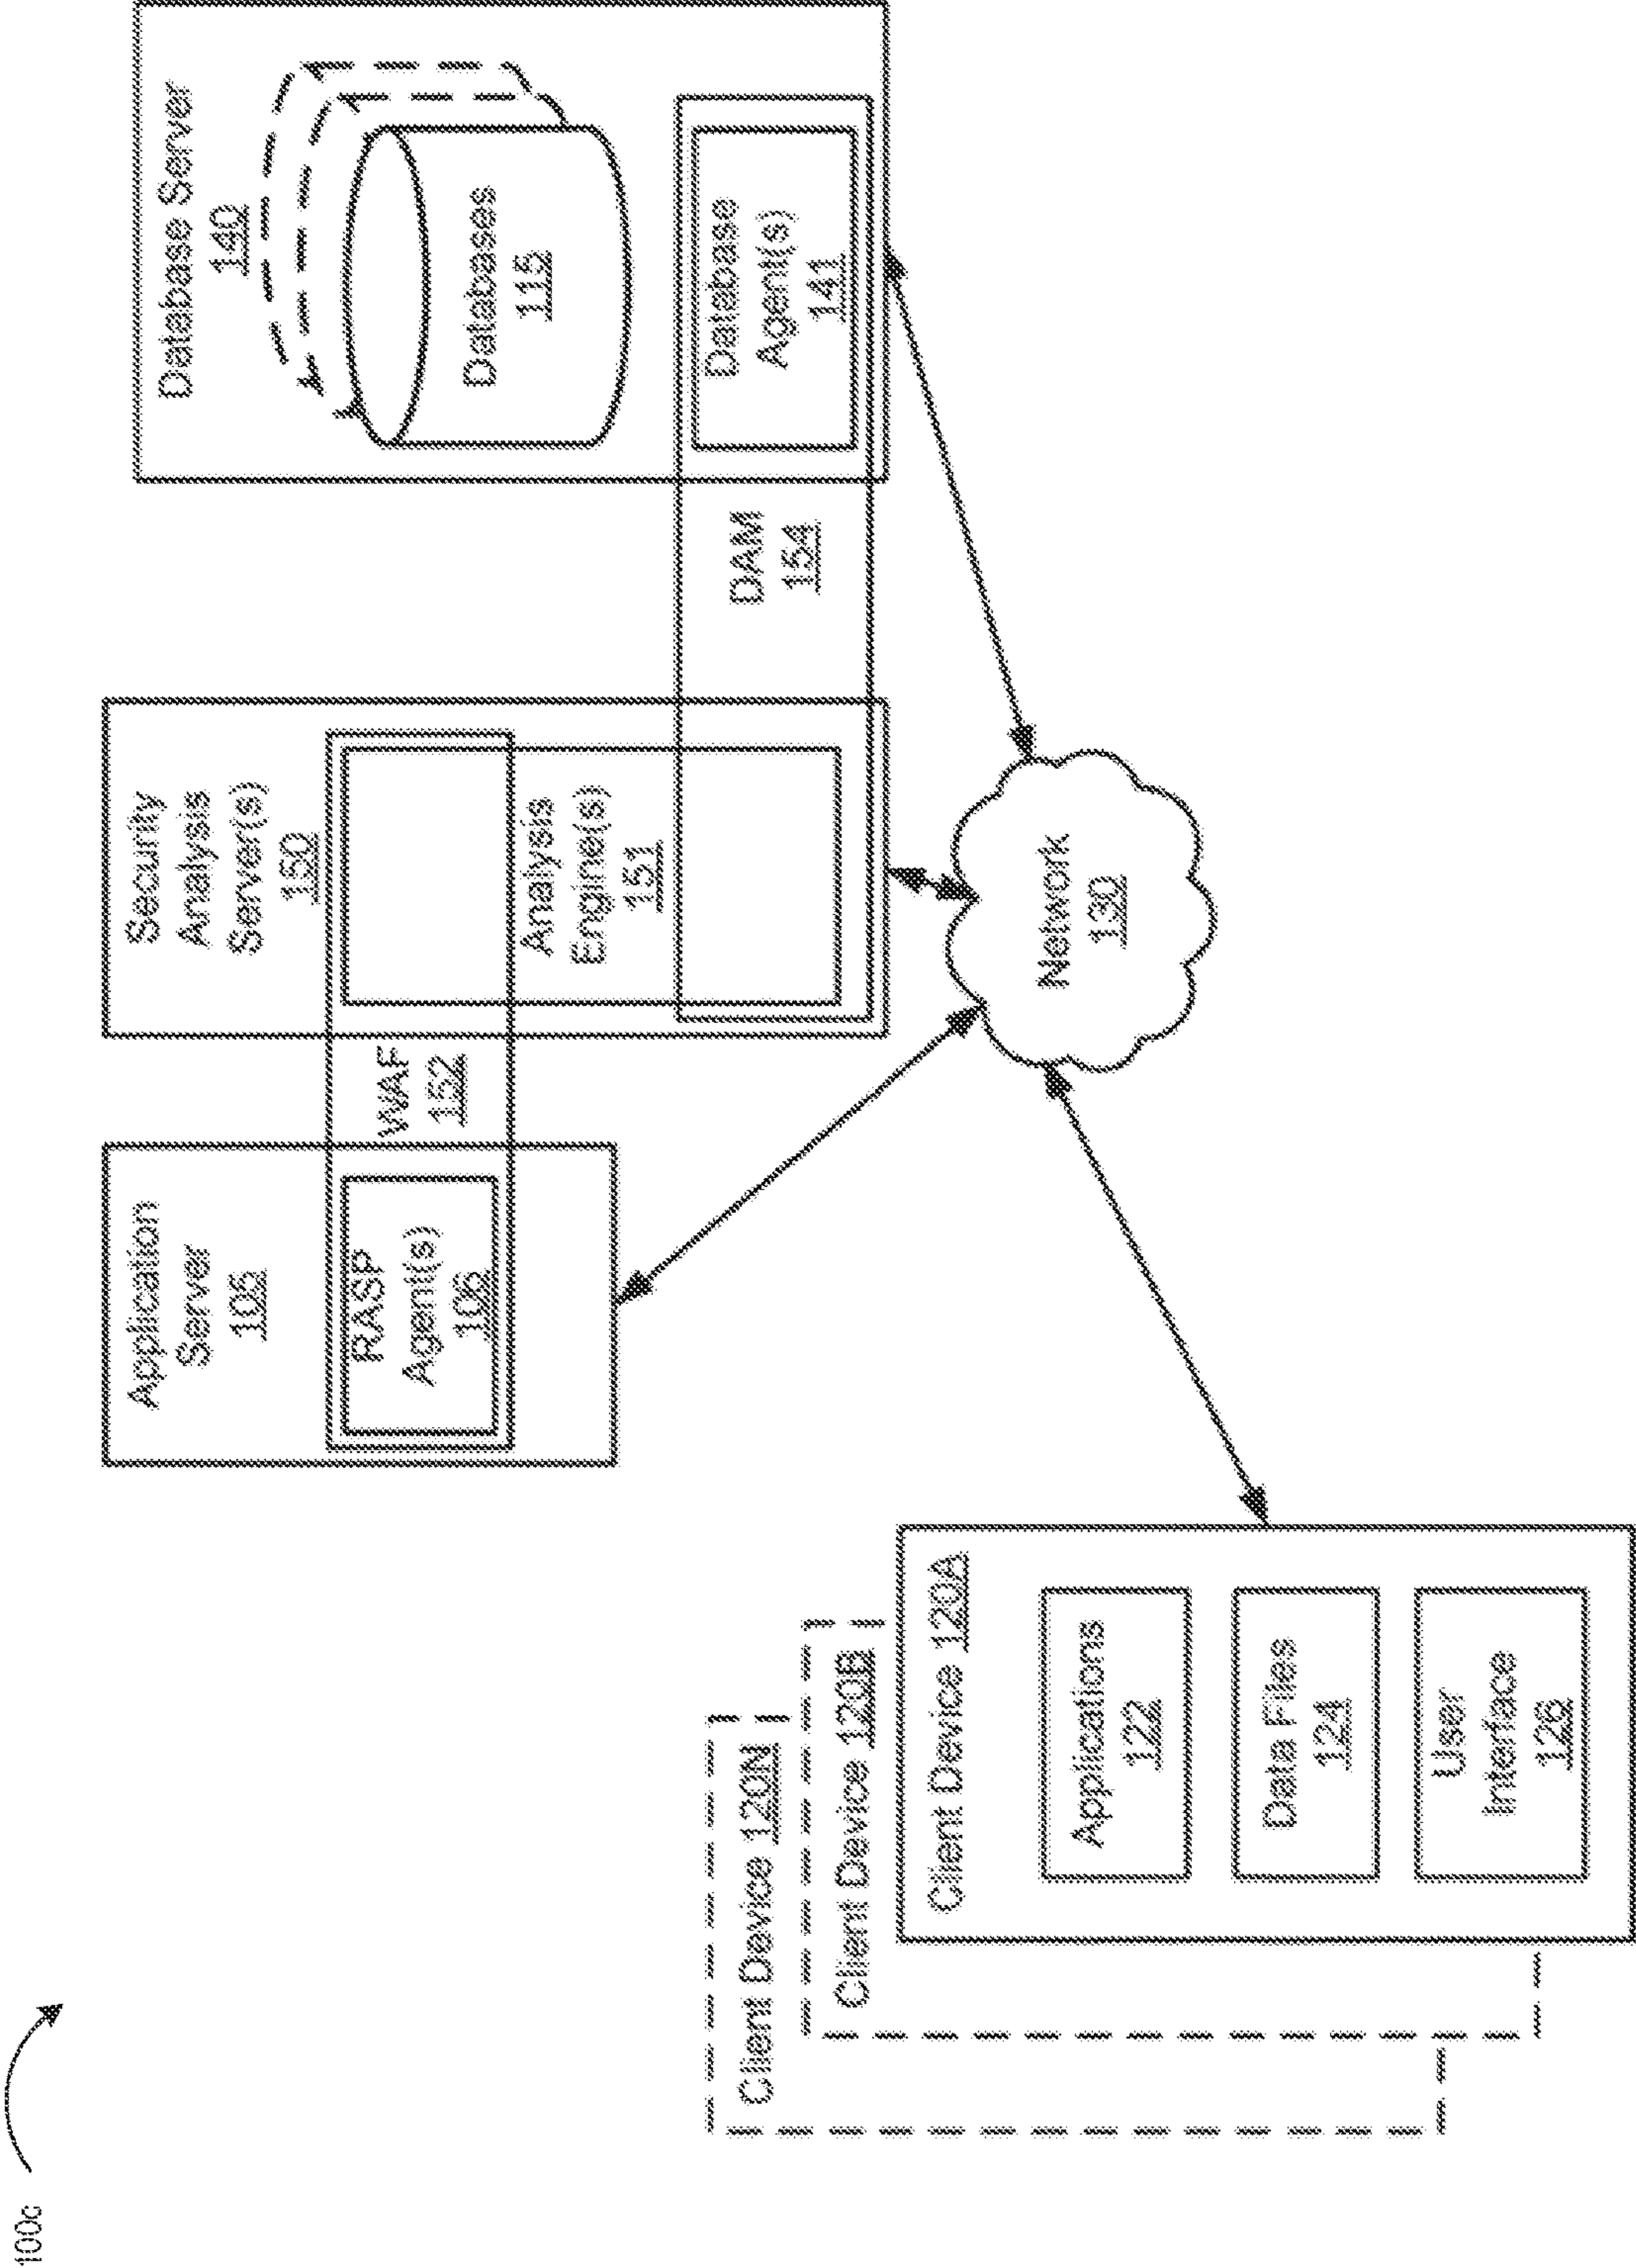 100c
Application
Server
105
RASP
Agent(s)
106
WAF
152
Security
Analysis
Server(s)
150
Analysis
Engine(s)
151
DAM
154
Database Server
140
Databases
115
Database
Agent(s)
141
Network
130
Client Device 120N
Client Device 120B
Client Device 120A
Applications
122
Data Files
124
User
Interface
126